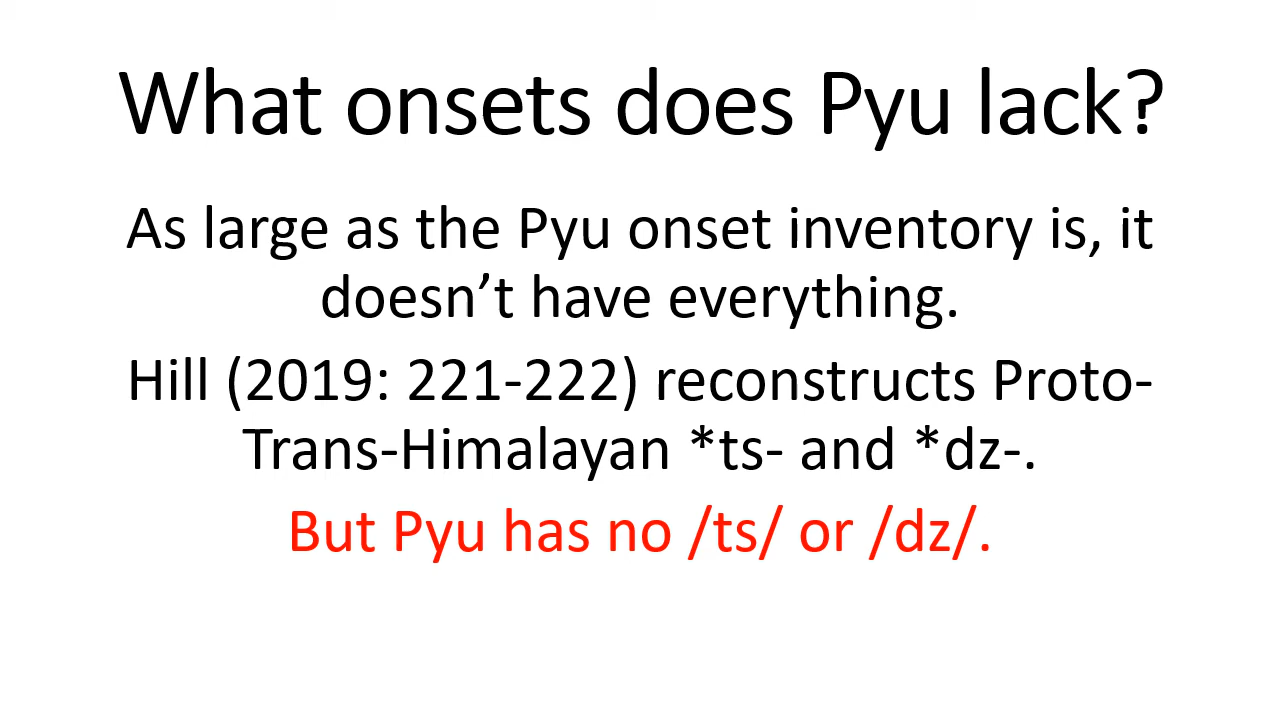 What onsets does Pyu lack?
As large as the Pyu onset inventory is, it
doesn’t have everything.
Hill (2019: 221-222) reconstructs Proto-
Trans-Himalayan *ts- and *dz-.
But Pyu has no /ts/ or /dz/.